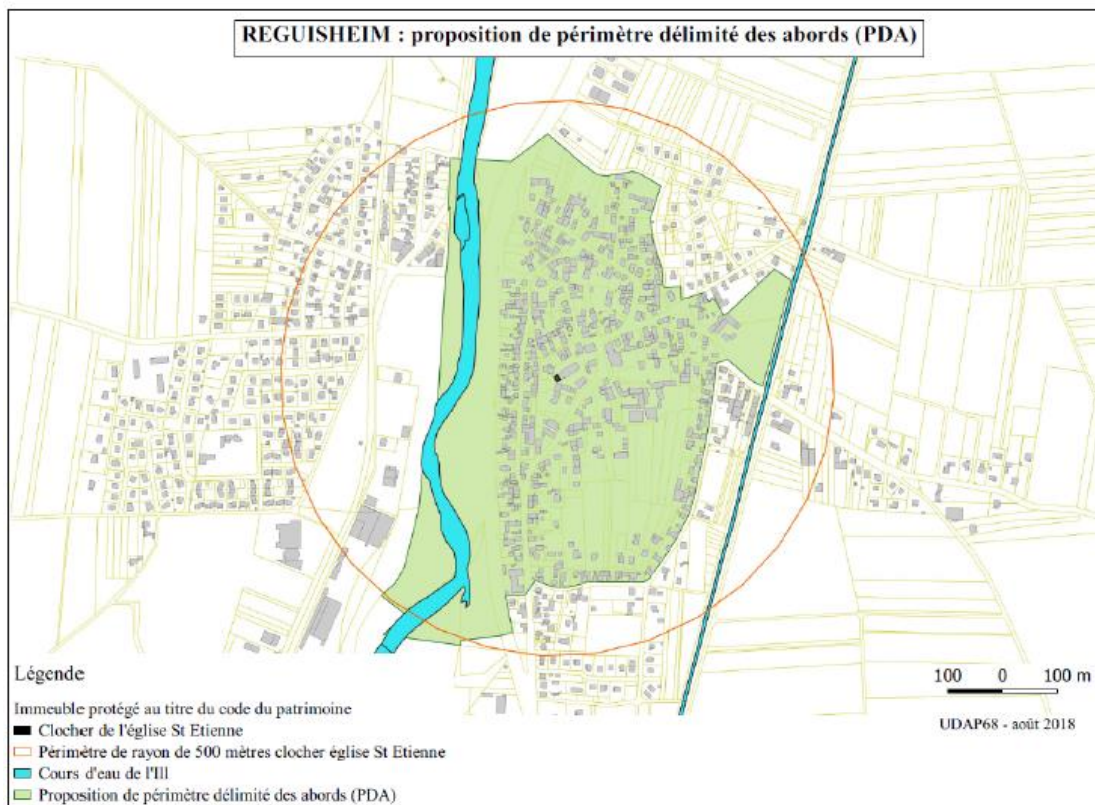 REGUISHEIM : proposition de périmètre délimité des abords (PDA)
Légende
Immeuble protégé au titre du code du patrimoine
Clocher de l'église St Etienne
Périmètre de rayon de 500 mètres clocher église St Etienne
Cours d'eau de l'Ill
Proposition de périmètre délimité des abords (PDA)
100 0 100 m
UDAP68 - août 2018